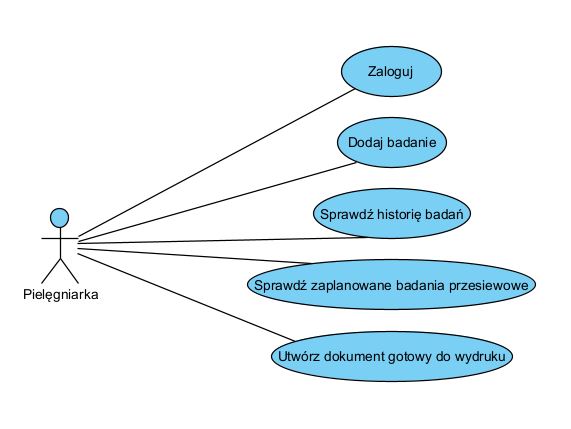 Zaloguj
Dodaj badanie
Sprawdź historię badań
Sprawdź zaplanowane badania przesiewowe
Pielęgniarka
Utwórz dokument gotowy do wydruku